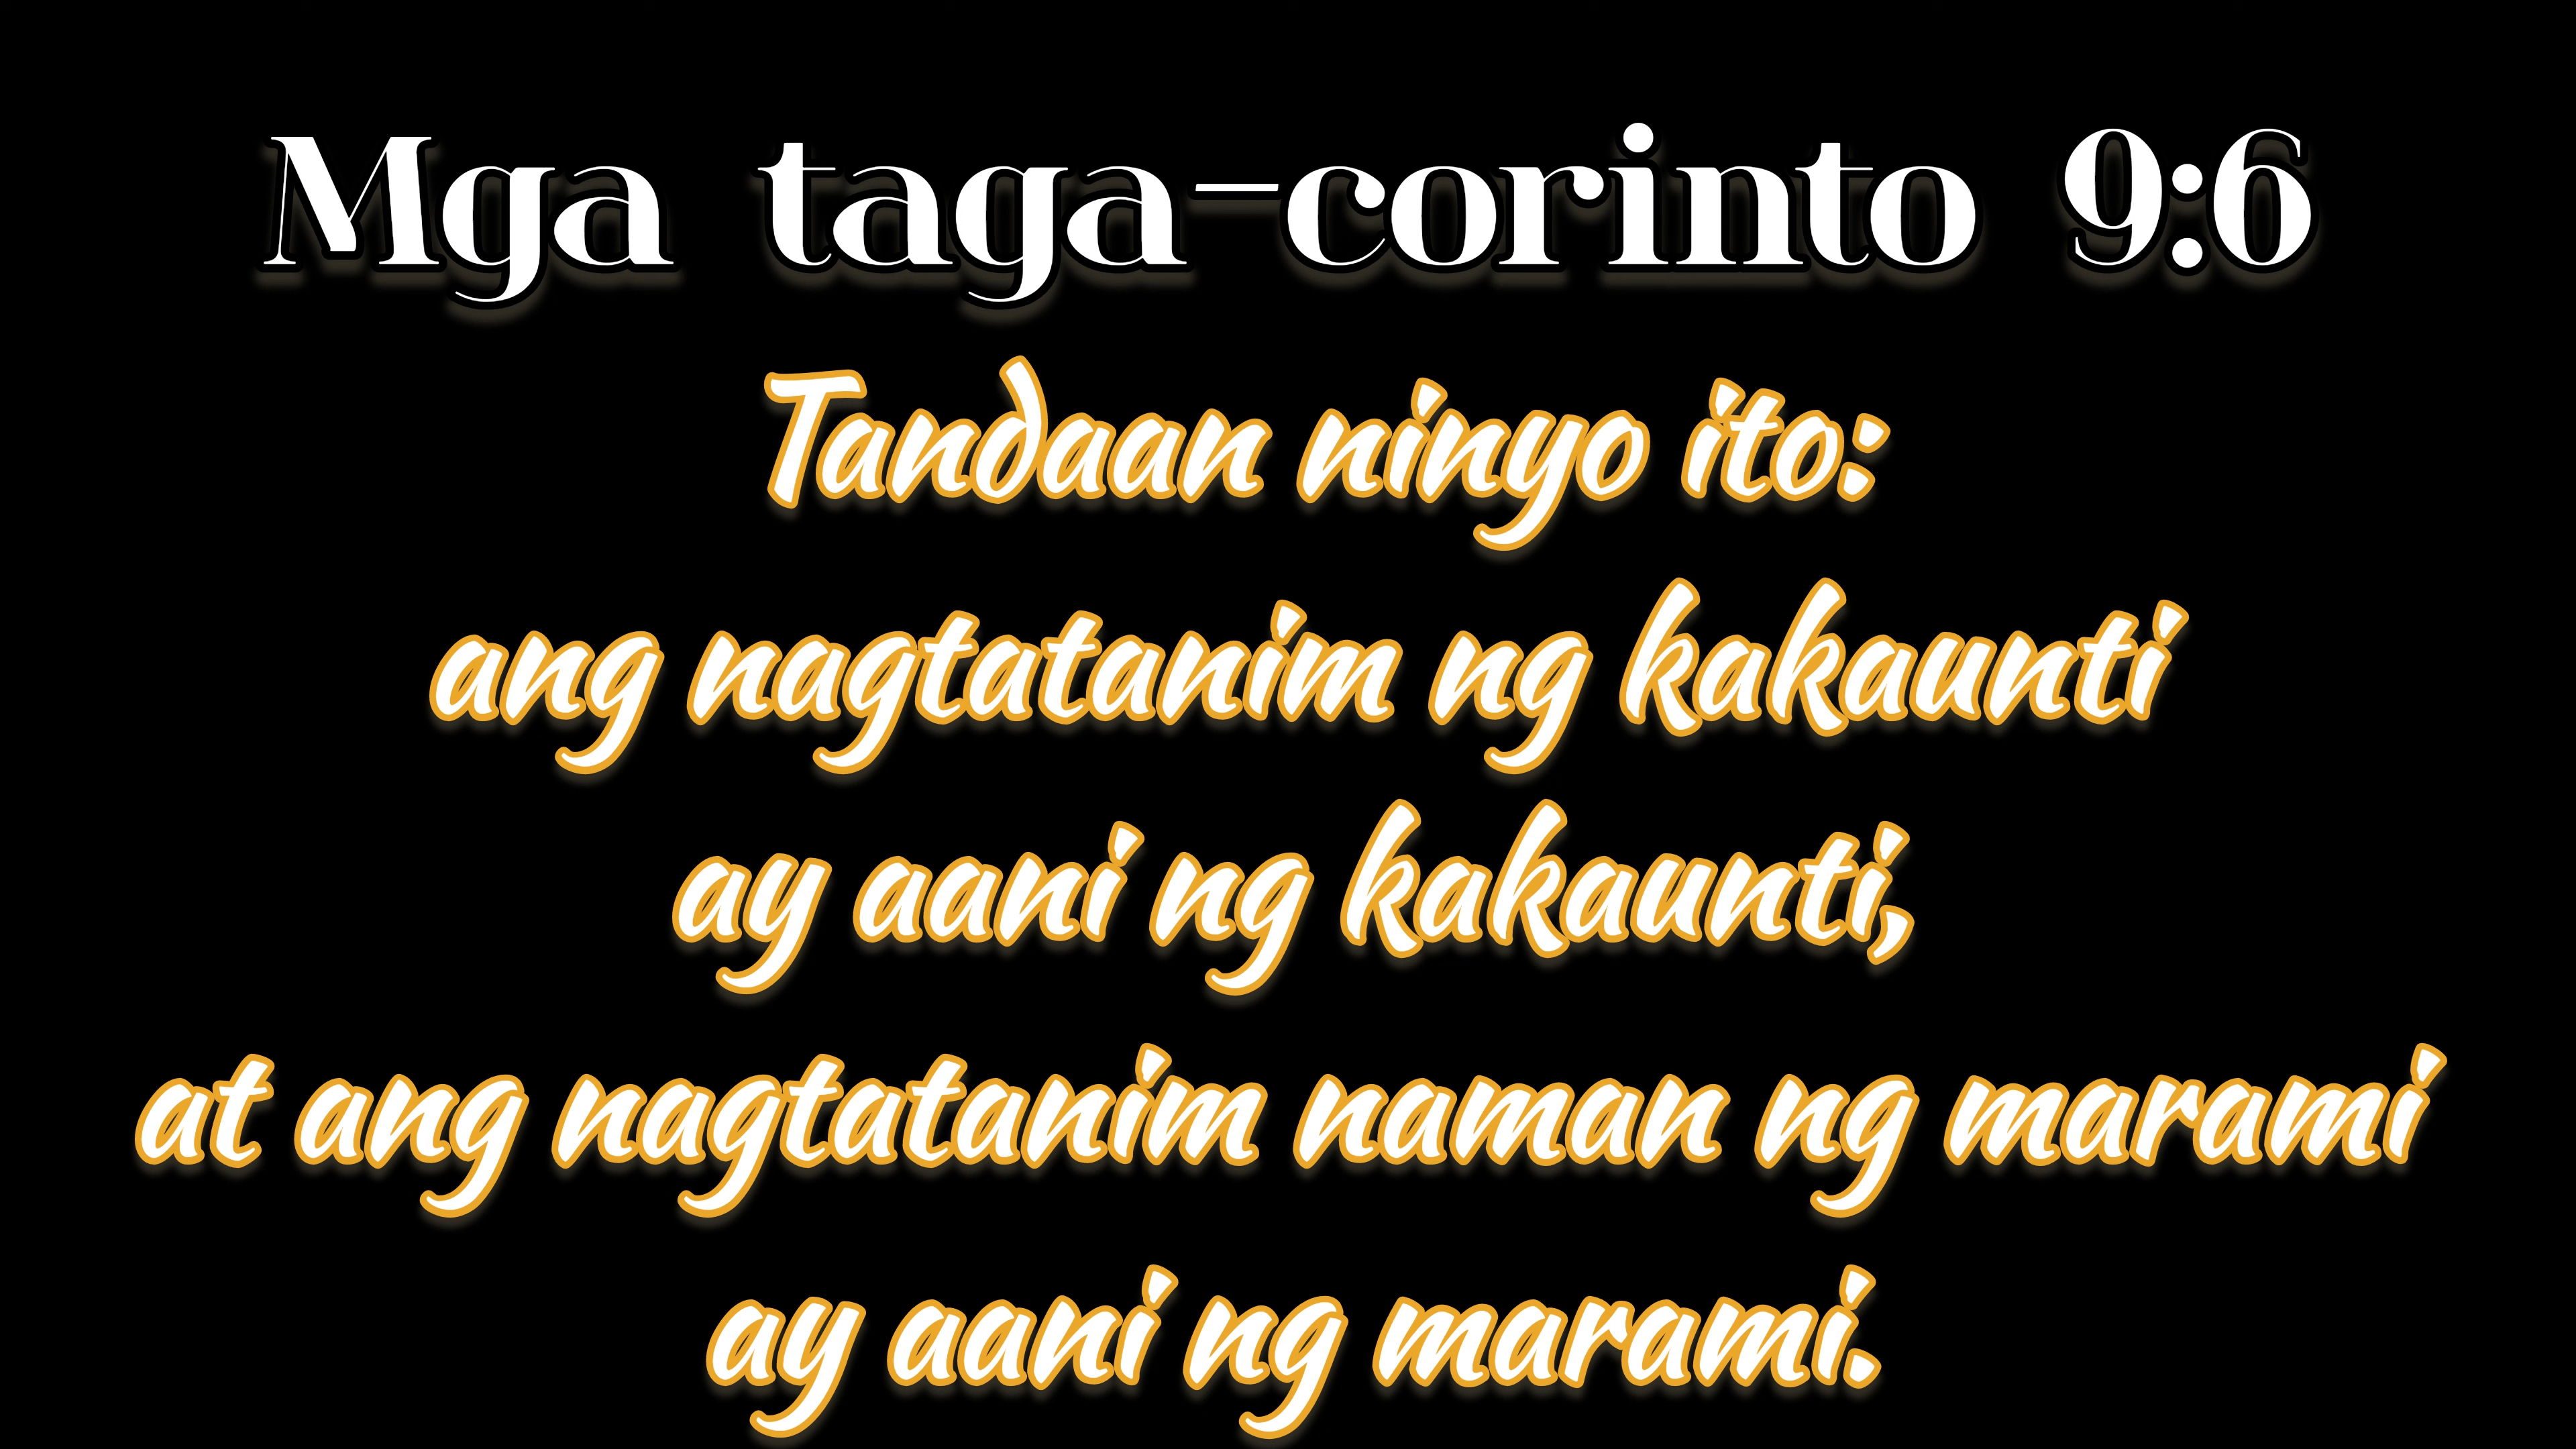 Mga taga-corinto 9:6
Tandaan ninyo ito:
ang nagtatanim ng kakaunti
ay aani ng kakaunti,
at ang nagtatanim naman ng marami
ay aani ng marami.